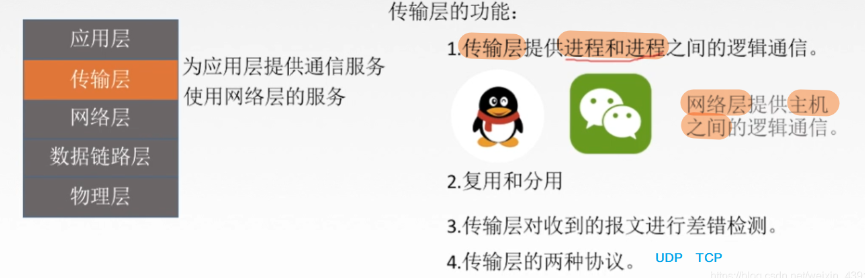 传输层的功能：
应用层
传输层
网络层
数据链路层
物理层
为应用层提供通信服务
使用网络层的服务
1.传输层提供进程和进程之间的逻辑通信。
网络层提供主机
之间的逻辑通信。
2.复用和分用
3.传输层对收到的报文进行差错检测。
4.传输层的两种协议。 UDP TCP